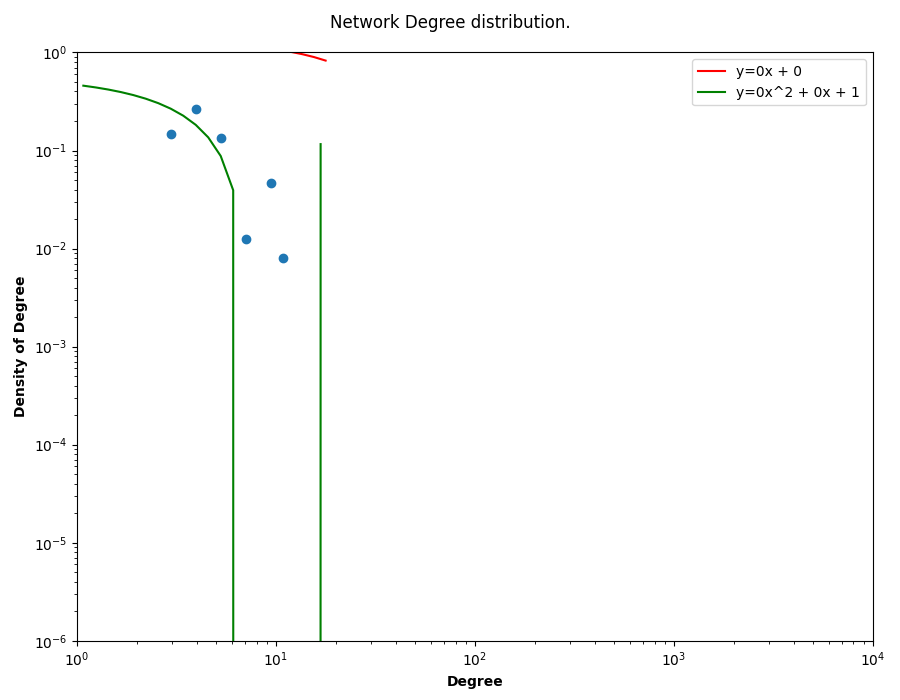 Network Degree distribution.
10^0
10^-1
10^-2
10^-3
10^-4
10^-5
10^-6
Density of Degree
y=0x + 0
y=0x^2 + 0x + 1
10^0 10^1 10^2 10^3 10^4
Degree